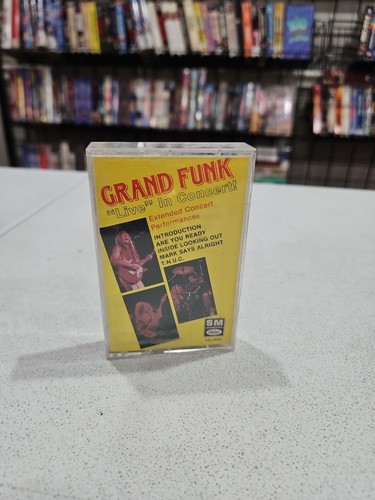 GRAND FUNK
"Live" In Concert!
Extended Concert
Performances
INTRODUCTION
ARE YOU READY
INSIDE LOOKING OUT
MARK SAYS ALRIGHT
T.N.U.C.
SM